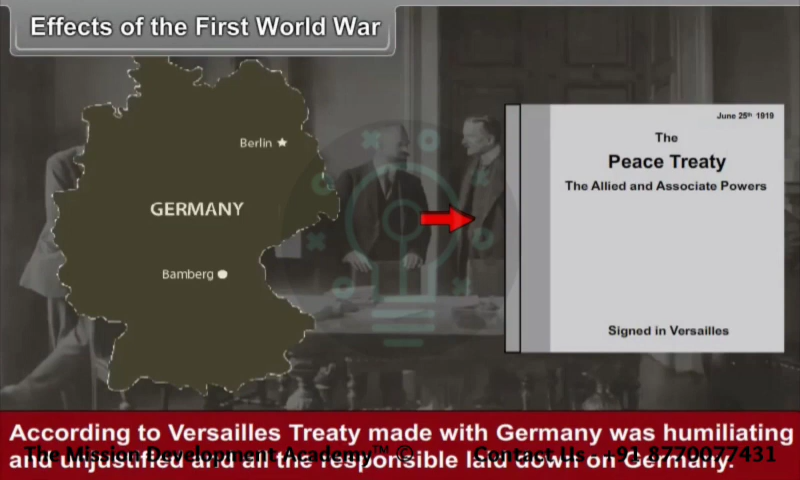 Effects of the First World War
Berlin
GERMANY
Bamberg
June 25th 1919
The
Peace Treaty
The Allied and Associate Powers
Signed in Versailles
According to Versailles Treaty made with Germany was humiliating
and unjustified and all the responsible laid down on Germany.
The Mission Development Academy™ © Contact Us - +91 8770077431